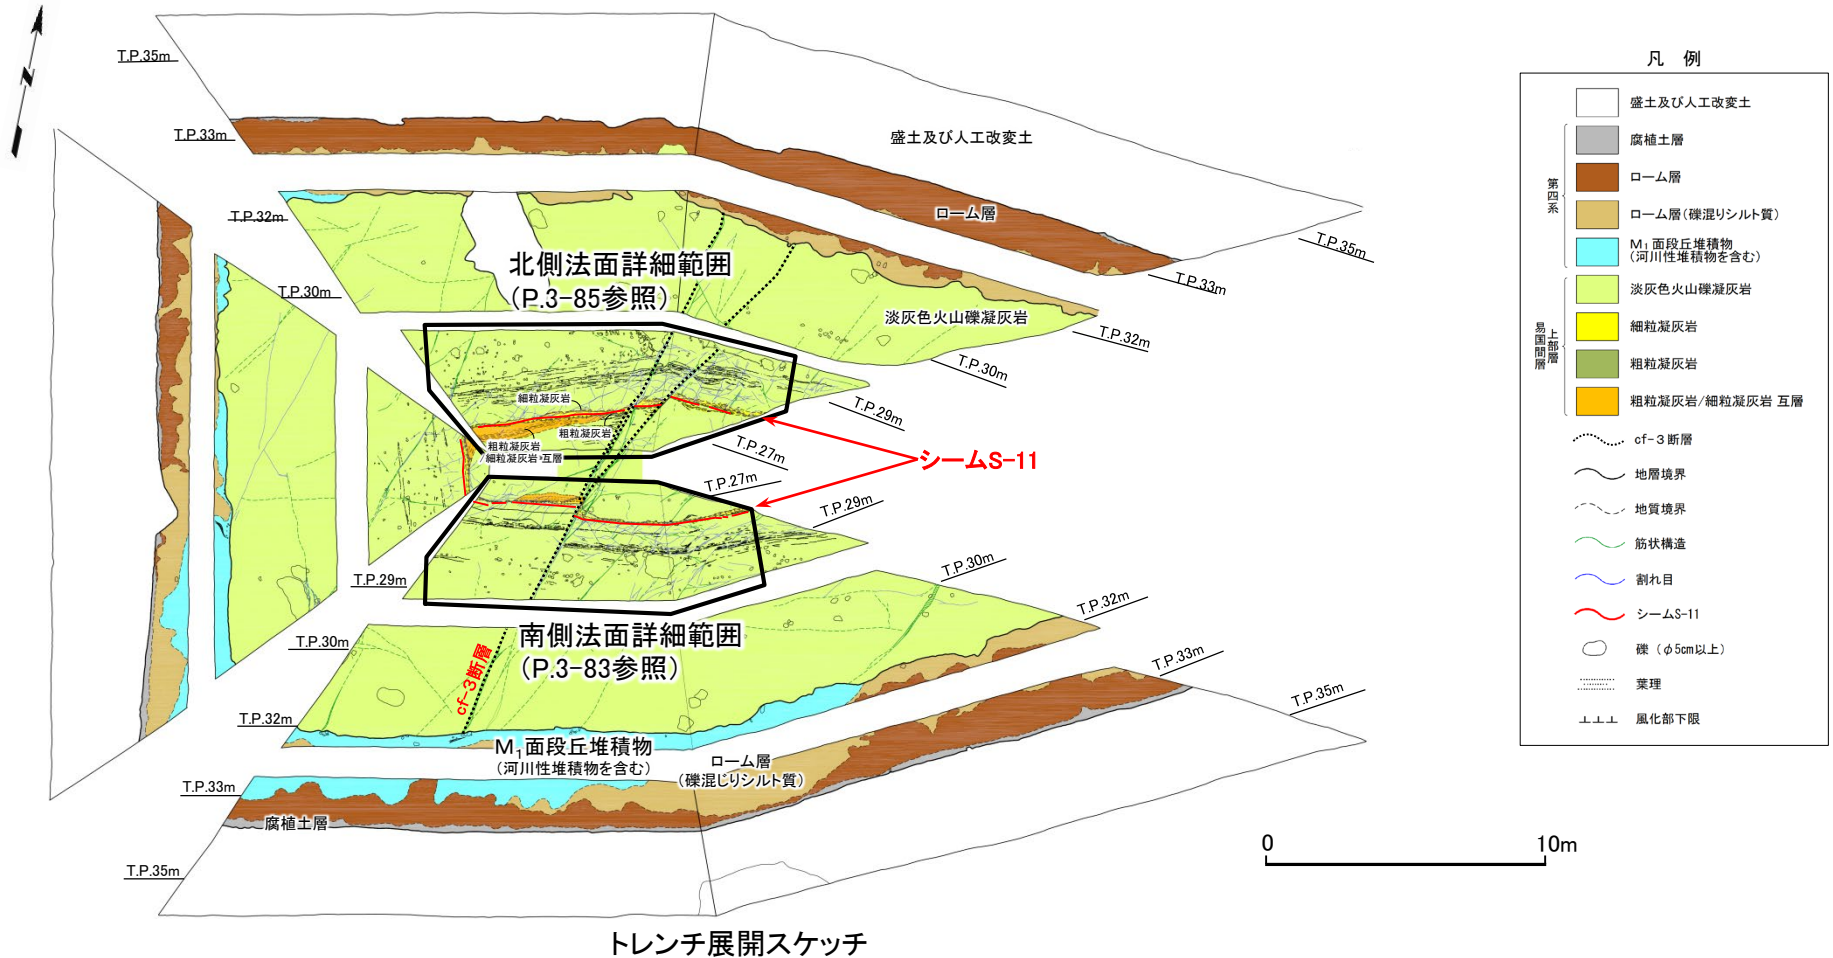 N
T.P.35m
T.P.33m
盛土及び人工改変土
T.P.32m
ローム層
T.P.35m
T.P.33m
T.P.30m
北側法面詳細範囲
(P.3-85参照)
淡灰色火山礫凝灰岩
T.P.32m
T.P.30m
細粒凝灰岩
T.P.29m
粗粒凝灰岩
粗粒凝灰岩
細粒凝灰岩 互層
T.P.27m
シームS-11
T.P.27m
T.P.29m
T.P.29m
T.P.30m
T.P.32m
T.P.30m
南側法面詳細範囲
(P.3-83参照)
cf-3断層
T.P.33m
T.P.32m
T.P.35m
M₁面段丘堆積物
(河川性堆積物を含む)
ローム層
(礫混じりシルト質)
T.P.33m
腐植土層
T.P.35m
0 10m
トレンチ展開スケッチ
凡 例
盛土及び人工改変土
第四系
腐植土層
ローム層
ローム層(礫混りシルト質)
M₁面段丘堆積物
(河川性堆積物を含む)
易国間層
上部層
淡灰色火山礫凝灰岩
細粒凝灰岩
粗粒凝灰岩
粗粒凝灰岩/細粒凝灰岩 互層
cf-3断層
地層境界
地質境界
筋状構造
割れ目
シームS-11
礫(φ5cm以上)
葉理
風化部下限